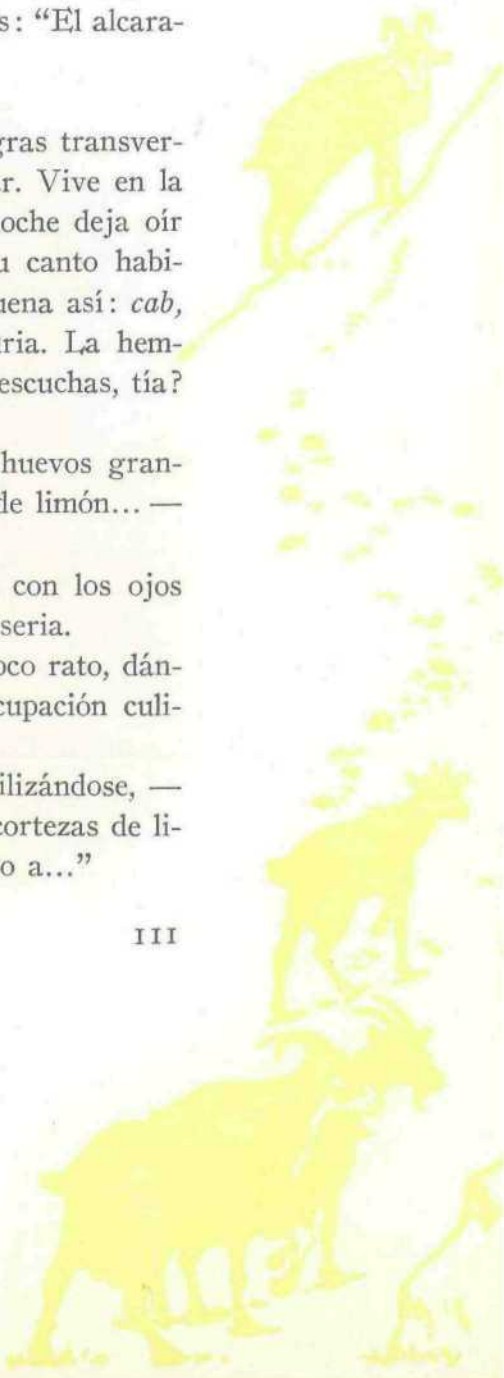 s: “El alcara-
gras transver-
r. Vive en la
oche deja oír
u canto habi-
uena así: cab,
ria. La hem-
escuchas, tía?
huevos gran-
de limón... —
con los ojos
seria.
oco rato, dán-
cupación culi-
ilizándose, —
cortezas de li-
o a...”
III